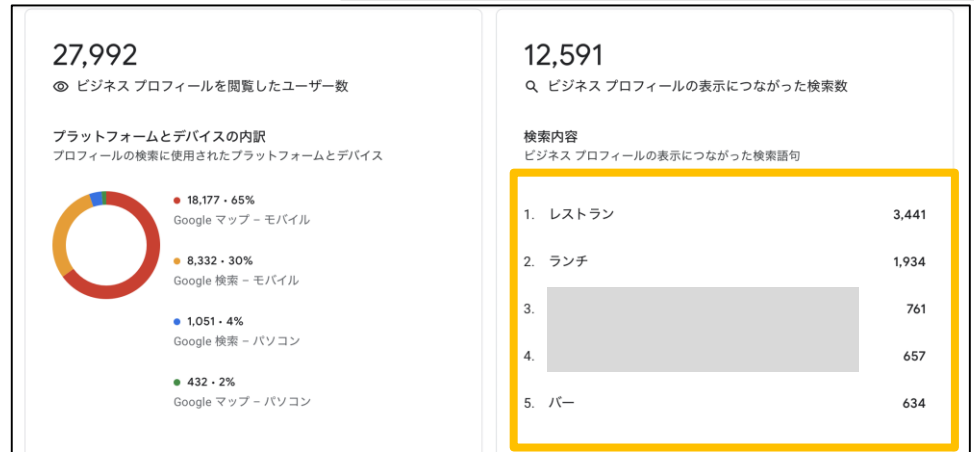 27,992
ビジネス プロフィールを閲覧したユーザー数
プラットフォームとデバイスの内訳
プロフィールの検索に使用されたプラットフォームとデバイス
18,177・65%
Google マップ – モバイル
8,332・30%
Google 検索 – モバイル
1,051・4%
Google 検索 – パソコン
432・2%
Google マップ – パソコン
12,591
ビジネス プロフィールの表示につながった検索数
検索内容
ビジネス プロフィールの表示につながった検索語句
1. レストラン 3,441
2. ランチ 1,934
3. 761
4. 657
5. バー 634